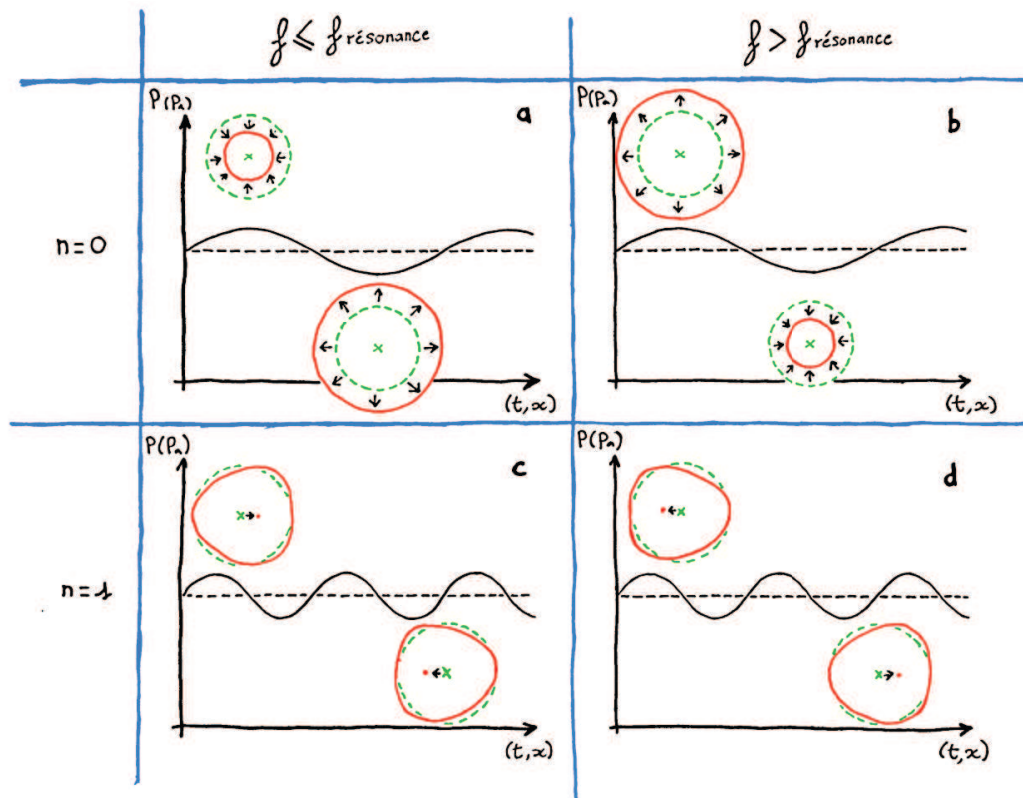 f ≤ f résonance
f > f résonance
P(Pa)
a
n=0
(t,x)
P(Pa)
b
(t,x)
P(Pa)
c
n=1
(t,x)
P(Pa)
d
(t,x)